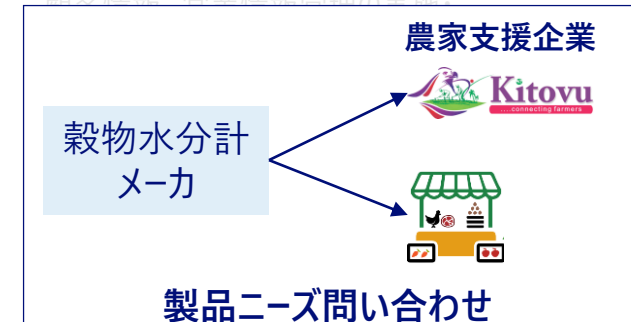 農家支援企業
Kitovu
....connecting farmers
穀物水分計
メーカ
製品ニーズ問い合わせ